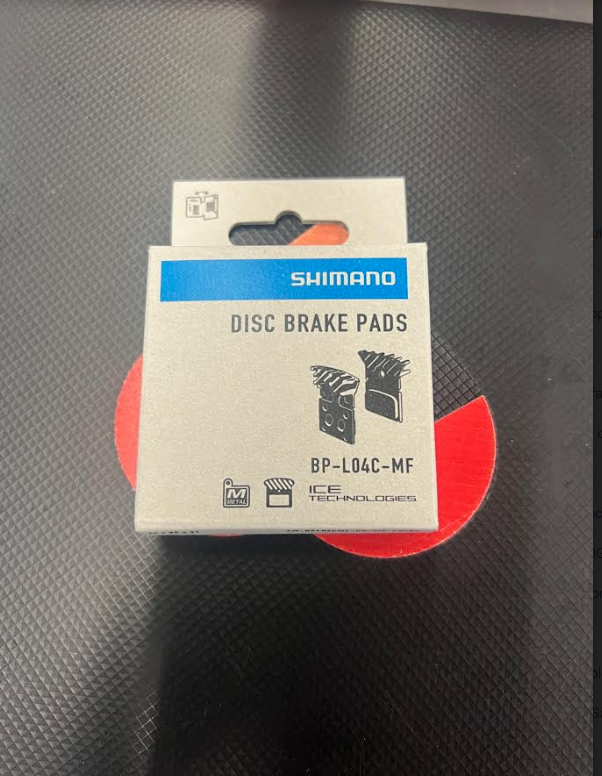 SHIMANO
DISC BRAKE PADS
BP-L04C-MF
M
METAL
ICE
TECHNOLOGIES